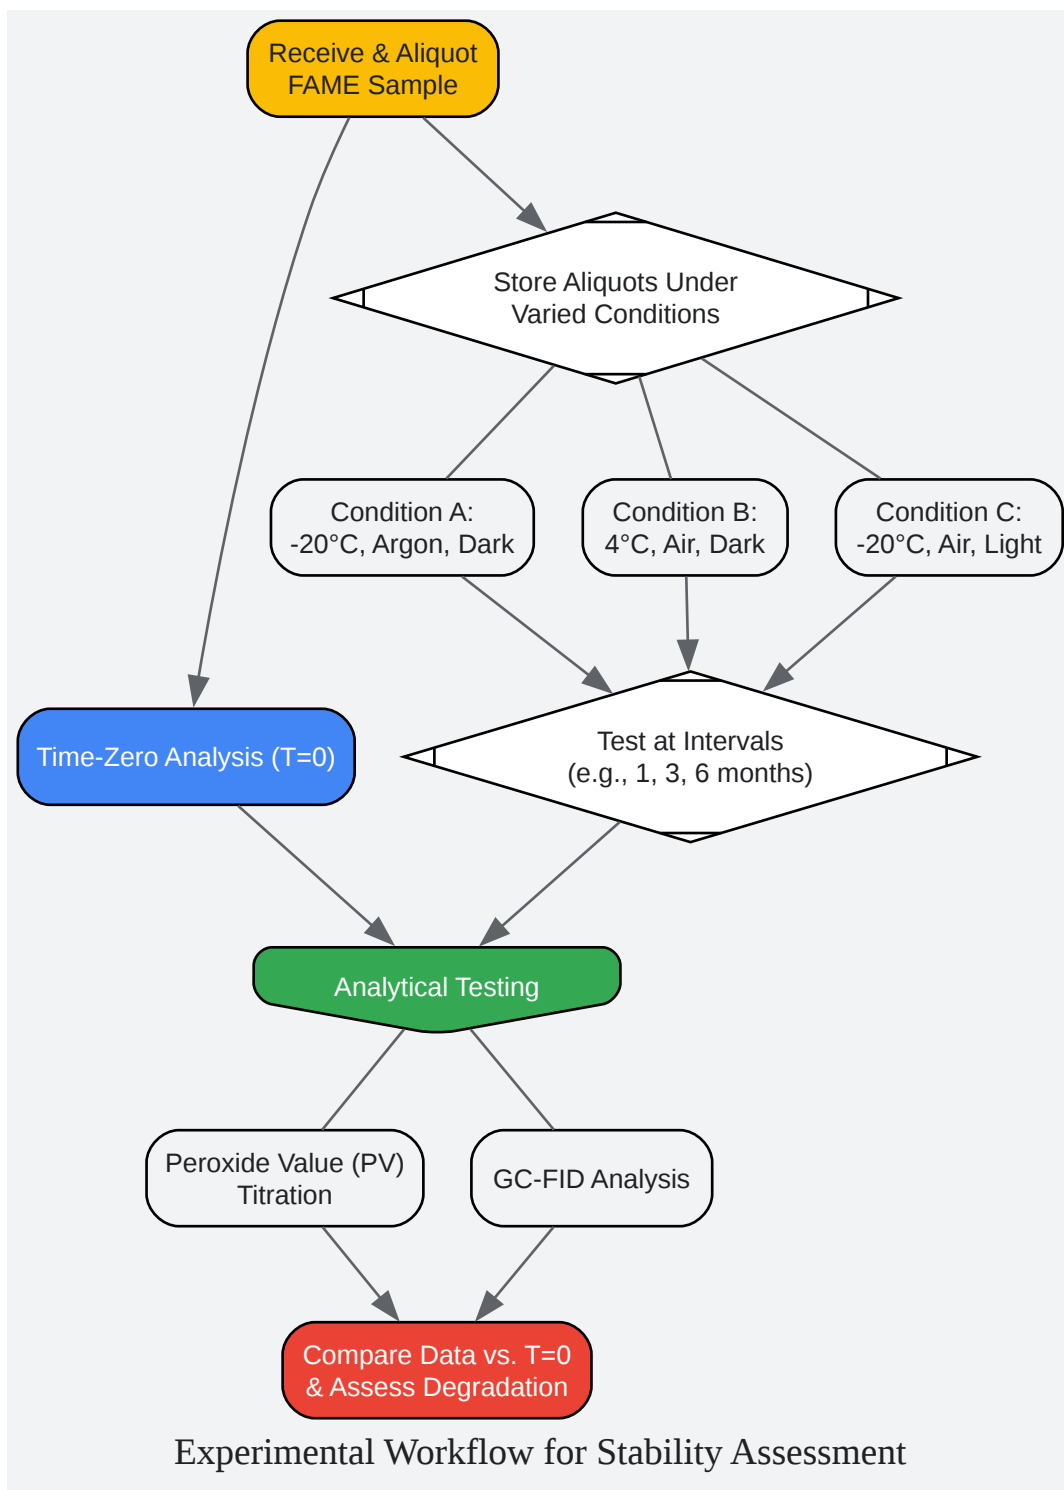 Receive & Aliquot
FAME Sample
Store Aliquots Under
Varied Conditions
Condition A:
-20°C, Argon, Dark
Condition B:
4°C, Air, Dark
Condition C:
-20°C, Air, Light
Time-Zero Analysis (T=0)
Test at Intervals
(e.g., 1, 3, 6 months)
Analytical Testing
Peroxide Value (PV)
Titration
GC-FID Analysis
Compare Data vs. T=0
& Assess Degradation
Experimental Workflow for Stability Assessment